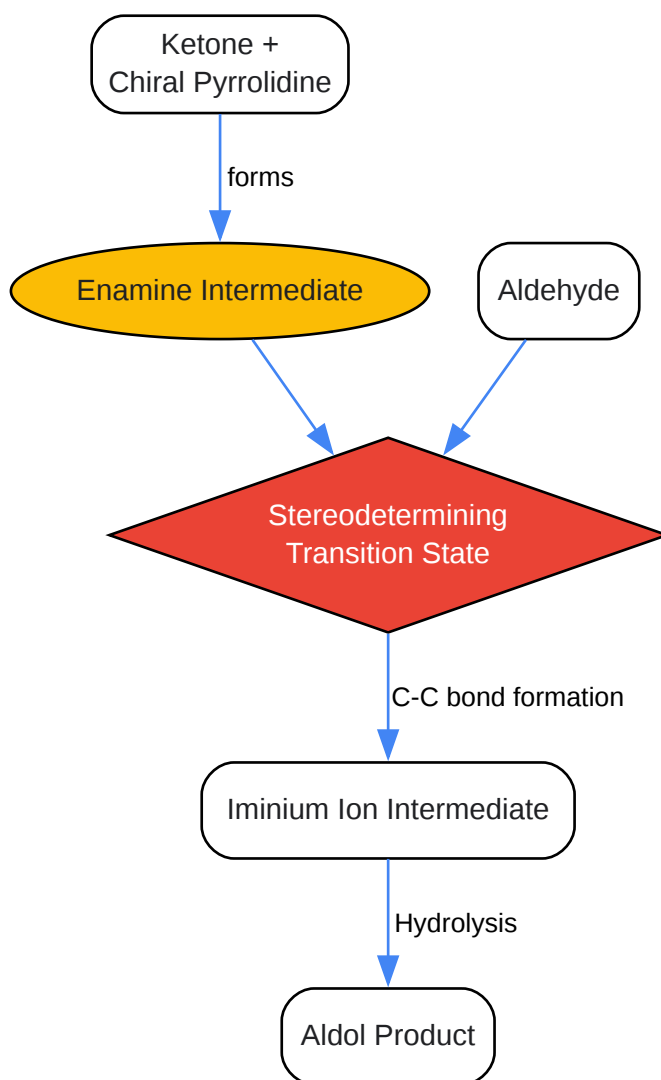 Ketone +
Chiral Pyrrolidine
forms
Enamine Intermediate
Aldehyde
Stereodetermining
Transition State
C-C bond formation
Iminium Ion Intermediate
Hydrolysis
Aldol Product